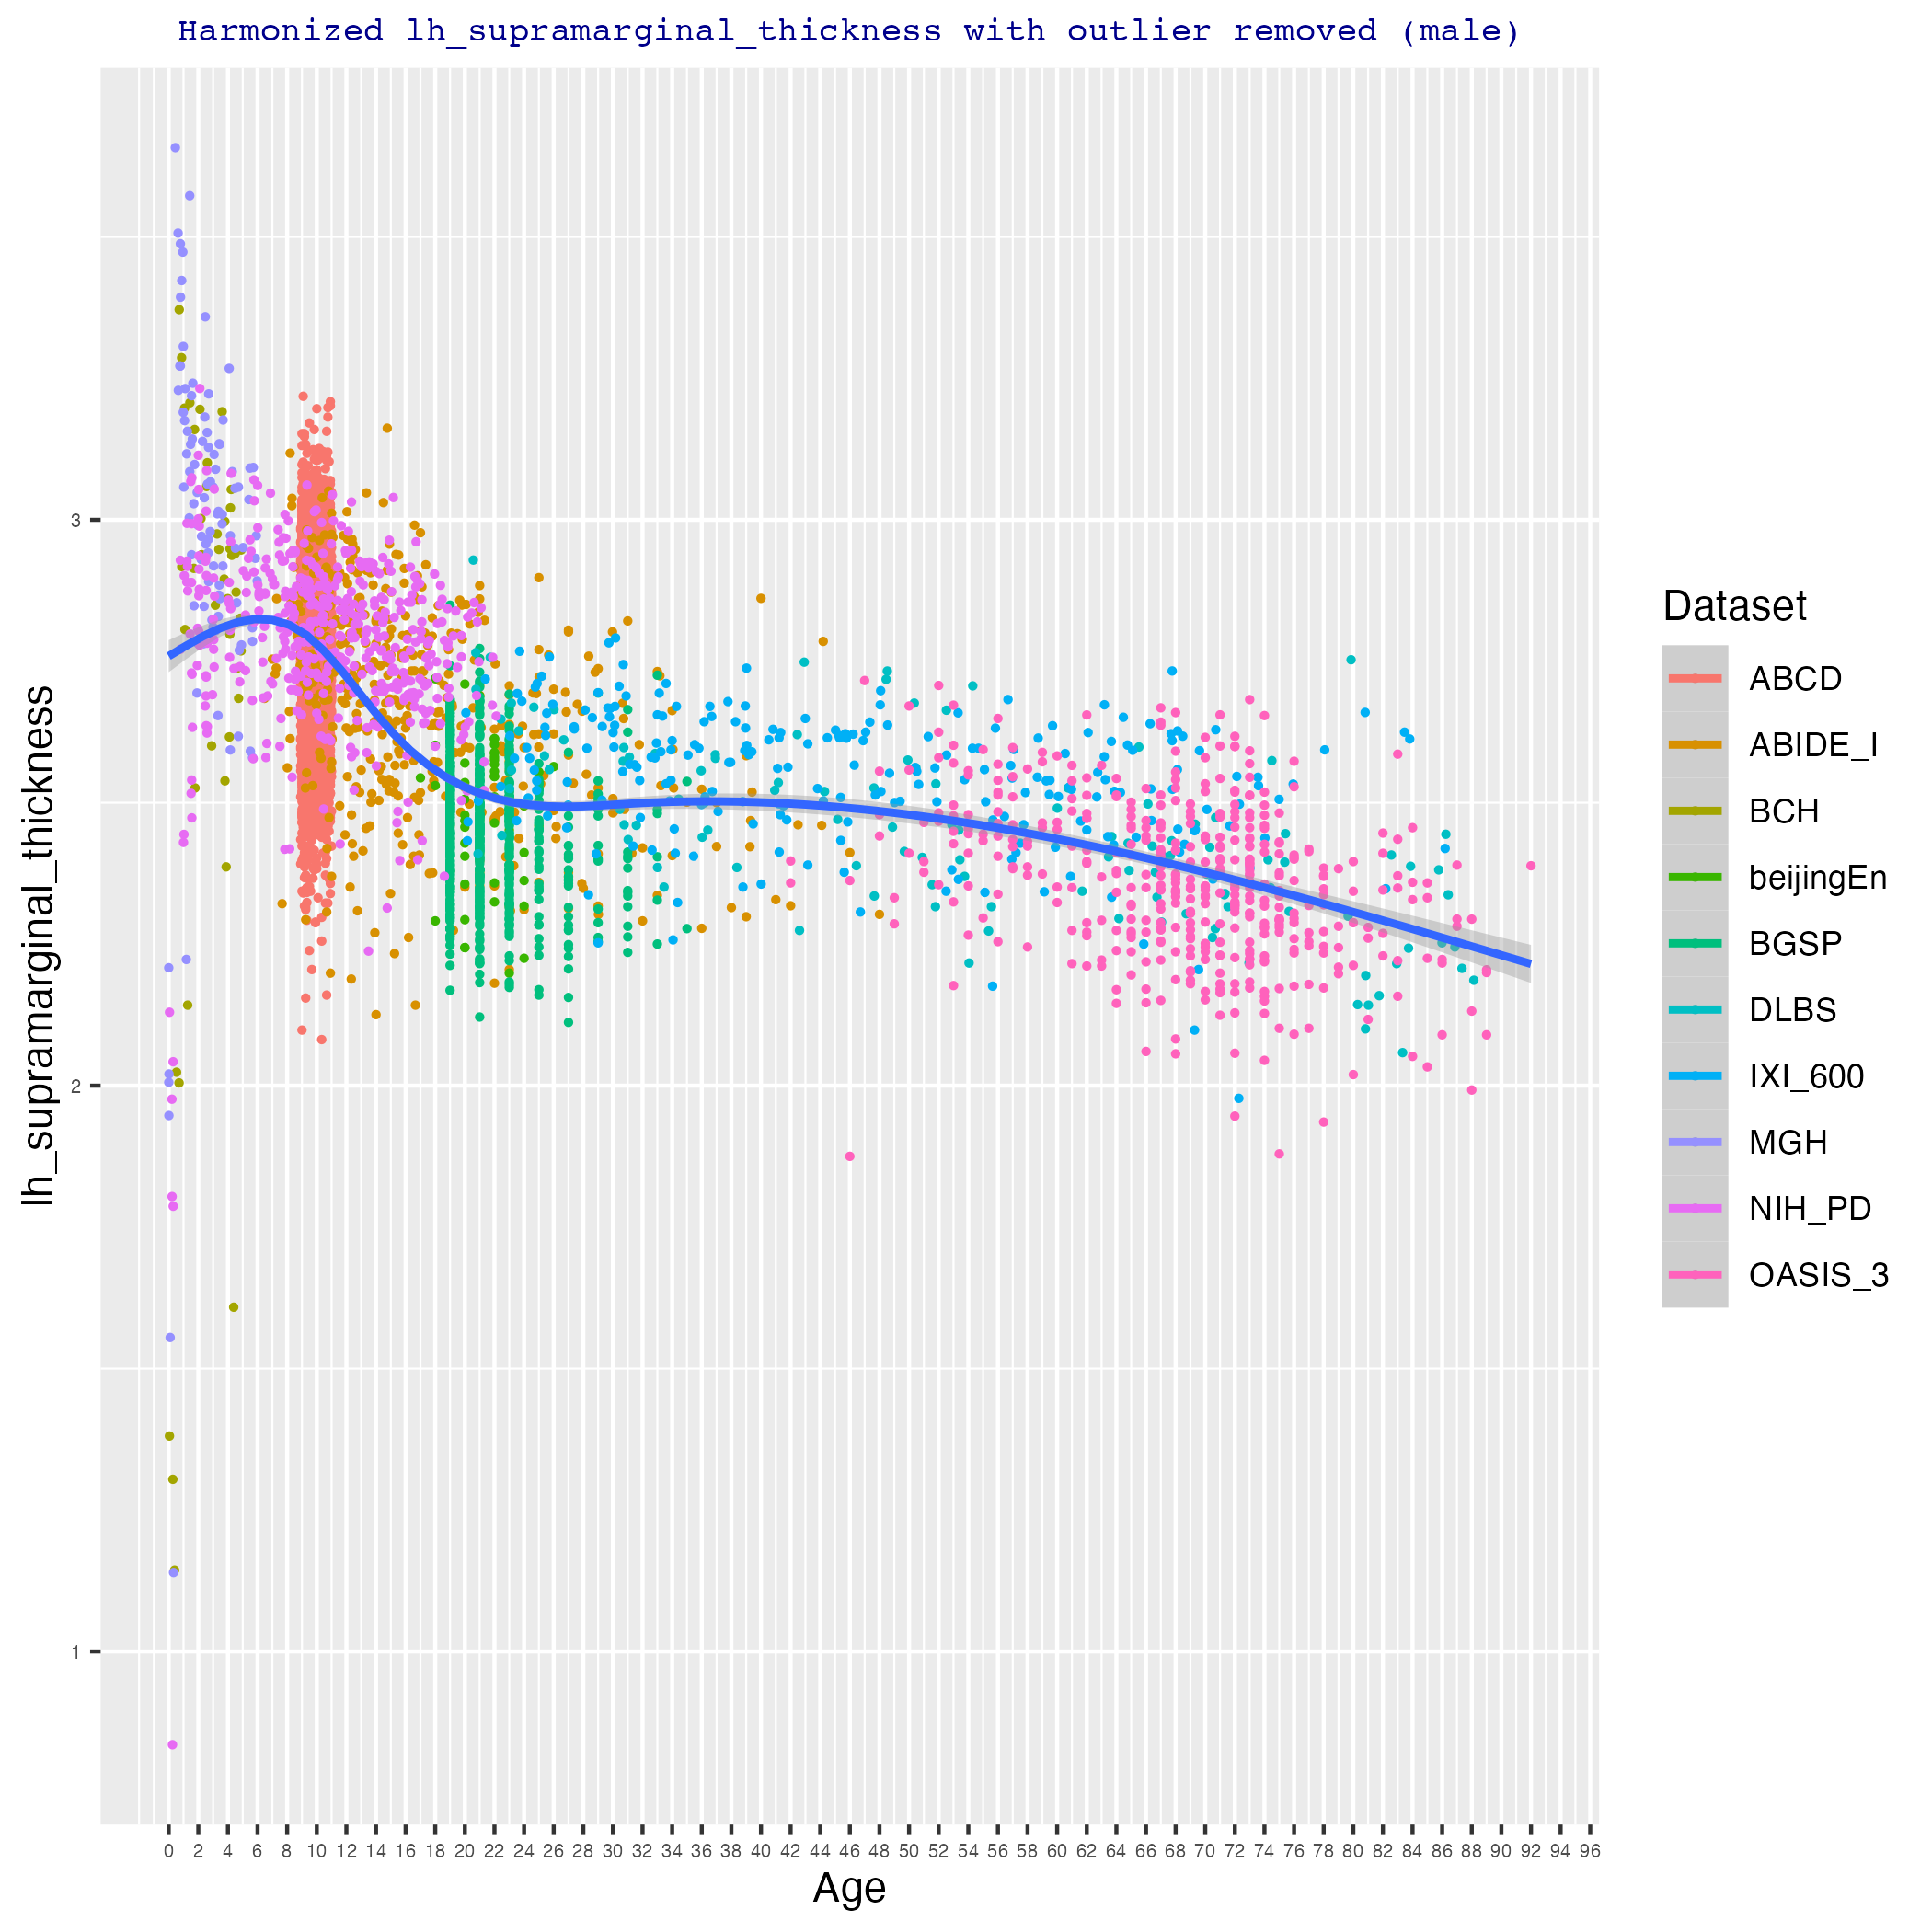 Harmonized lh_supramarginal_thickness with outlier removed (male)
lh_supramarginal_thickness
3
2
1
0 2 4 6 8 10 12 14 16 18 20 22 24 26 28 30 32 34 36 38 40 42 44 46 48 50 52 54 56 58 60 62 64 66 68 70 72 74 76 78 80 82 84 86 88 90 92 94 96
Age
Dataset
ABCD
ABIDE_I
BCH
beijingEn
BGSP
DLBS
IXI_600
MGH
NIH_PD
OASIS_3